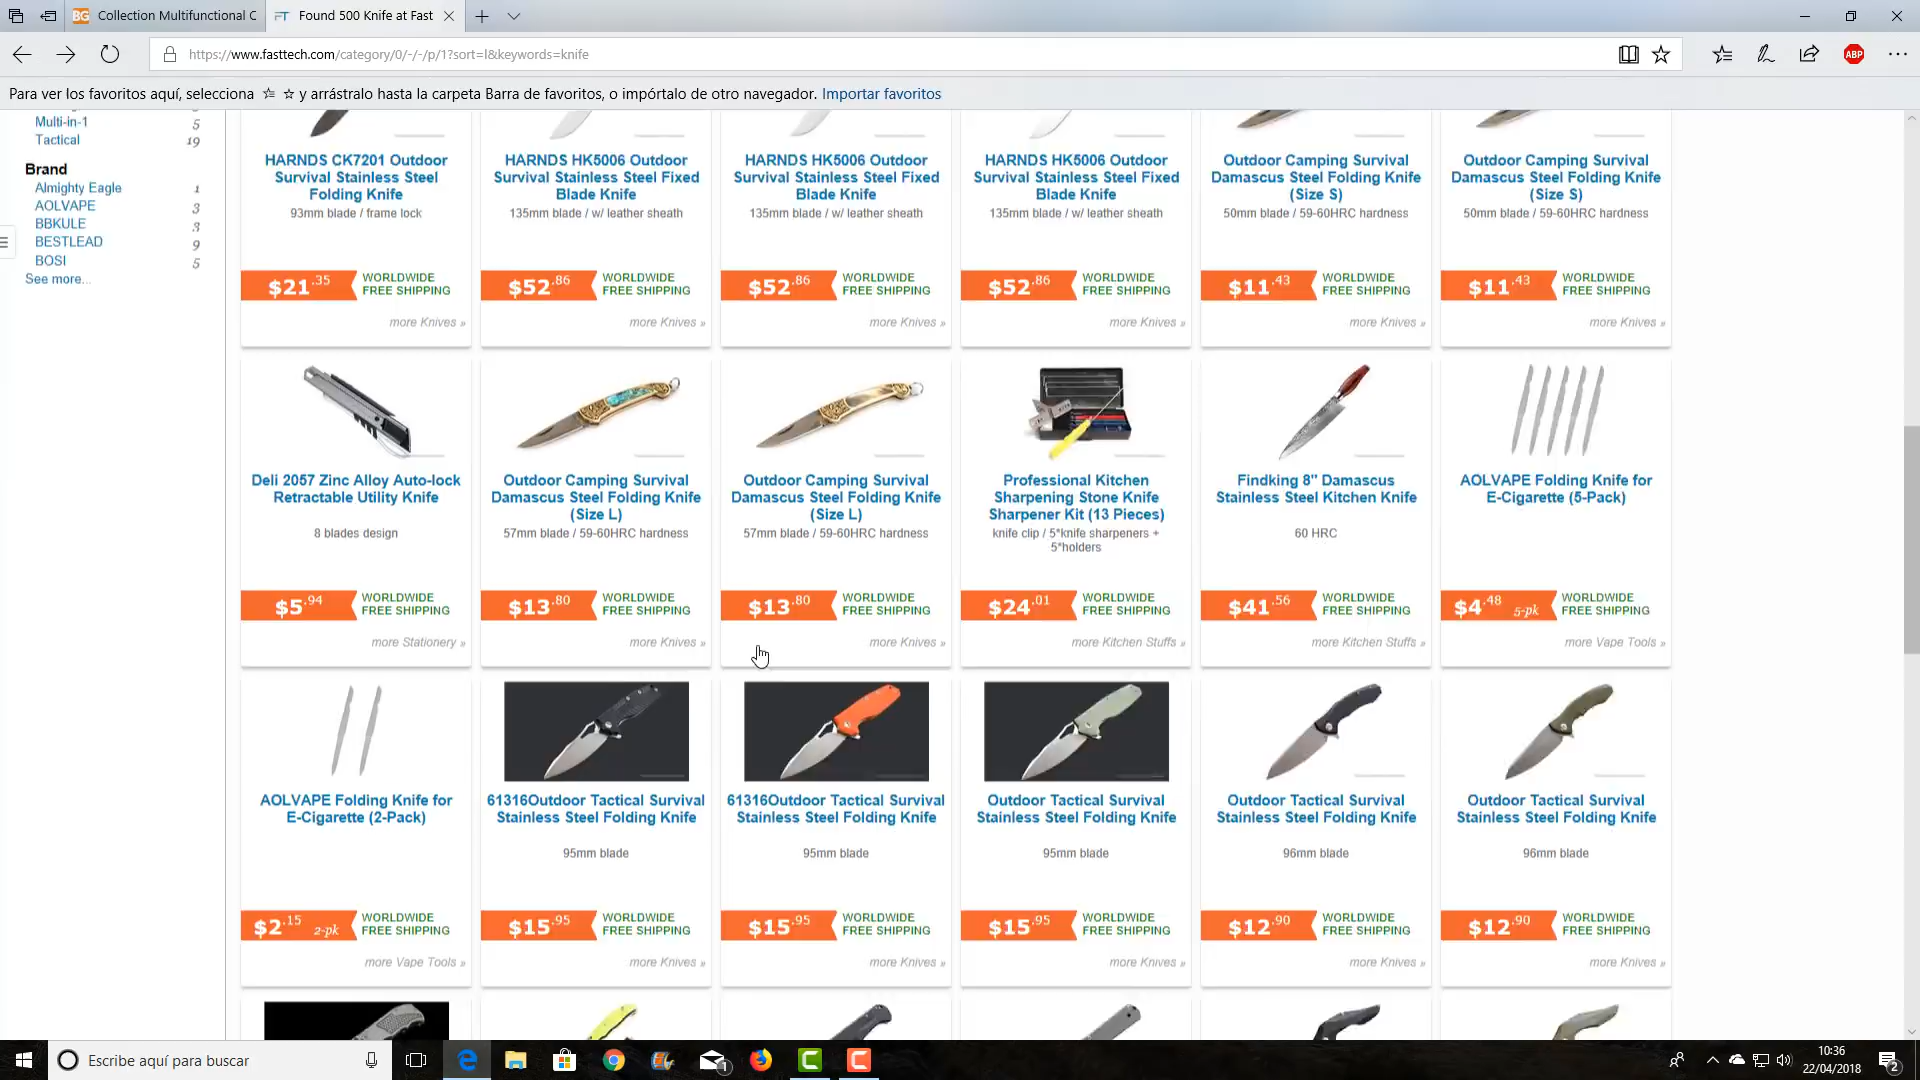 Collection Multifunctional C
Found 500 Knife at Fast
https://www.fasttech.com/category/0/-/-/p/1?sort=l&keywords=knife
ABP
Para ver los favoritos aquí, selecciona y arrástralo hasta la carpeta Barra de favoritos, o impórtalo de otro navegador. Importar favoritos
Multi-in-1 5
Tactical 19
Brand
Almighty Eagle 1
AOLVAPE 3
BBKULE 3
BESTLEAD 9
BOSI 5
See more...
HARNDS CK7201 Outdoor
Survival Stainless Steel
Folding Knife
93mm blade / frame lock
$21.35 WORLDWIDE
FREE SHIPPING
more Knives »
HARNDS HK5006 Outdoor
Survival Stainless Steel Fixed
Blade Knife
135mm blade / w/ leather sheath
$52.86 WORLDWIDE
FREE SHIPPING
more Knives »
HARNDS HK5006 Outdoor
Survival Stainless Steel Fixed
Blade Knife
135mm blade / w/ leather sheath
$52.86 WORLDWIDE
FREE SHIPPING
more Knives »
HARNDS HK5006 Outdoor
Survival Stainless Steel Fixed
Blade Knife
135mm blade / w/ leather sheath
$52.86 WORLDWIDE
FREE SHIPPING
more Knives »
Outdoor Camping Survival
Damascus Steel Folding Knife
(Size S)
50mm blade / 59-60HRC hardness
$11.43 WORLDWIDE
FREE SHIPPING
more Knives »
Outdoor Camping Survival
Damascus Steel Folding Knife
(Size S)
50mm blade / 59-60HRC hardness
$11.43 WORLDWIDE
FREE SHIPPING
more Knives »
Deli 2057 Zinc Alloy Auto-lock
Retractable Utility Knife
8 blades design
$5.94 WORLDWIDE
FREE SHIPPING
more Stationery »
Outdoor Camping Survival
Damascus Steel Folding Knife
(Size L)
57mm blade / 59-60HRC hardness
$13.80 WORLDWIDE
FREE SHIPPING
more Knives »
Outdoor Camping Survival
Damascus Steel Folding Knife
(Size L)
57mm blade / 59-60HRC hardness
$13.80 WORLDWIDE
FREE SHIPPING
more Knives »
Professional Kitchen
Sharpening Stone Knife
Sharpener Kit (13 Pieces)
knife clip / 5*knife sharpeners +
5*holders
$24.01 WORLDWIDE
FREE SHIPPING
more Kitchen Stuffs »
Findking 8" Damascus
Stainless Steel Kitchen Knife
60 HRC
$41.56 WORLDWIDE
FREE SHIPPING
more Kitchen Stuffs »
AOLVAPE Folding Knife for
E-Cigarette (5-Pack)
$4.48 5-pk WORLDWIDE
FREE SHIPPING
more Vape Tools »
AOLVAPE Folding Knife for
E-Cigarette (2-Pack)
$2.15 2-pk WORLDWIDE
FREE SHIPPING
more Vape Tools »
61316Outdoor Tactical Survival
Stainless Steel Folding Knife
95mm blade
$15.95 WORLDWIDE
FREE SHIPPING
more Knives »
61316Outdoor Tactical Survival
Stainless Steel Folding Knife
95mm blade
$15.95 WORLDWIDE
FREE SHIPPING
more Knives »
Outdoor Tactical Survival
Stainless Steel Folding Knife
95mm blade
$15.95 WORLDWIDE
FREE SHIPPING
more Knives »
Outdoor Tactical Survival
Stainless Steel Folding Knife
96mm blade
$12.90 WORLDWIDE
FREE SHIPPING
more Knives »
Outdoor Tactical Survival
Stainless Steel Folding Knife
96mm blade
$12.90 WORLDWIDE
FREE SHIPPING
more Knives »
Escribe aquí para buscar
10:36
22/04/2018